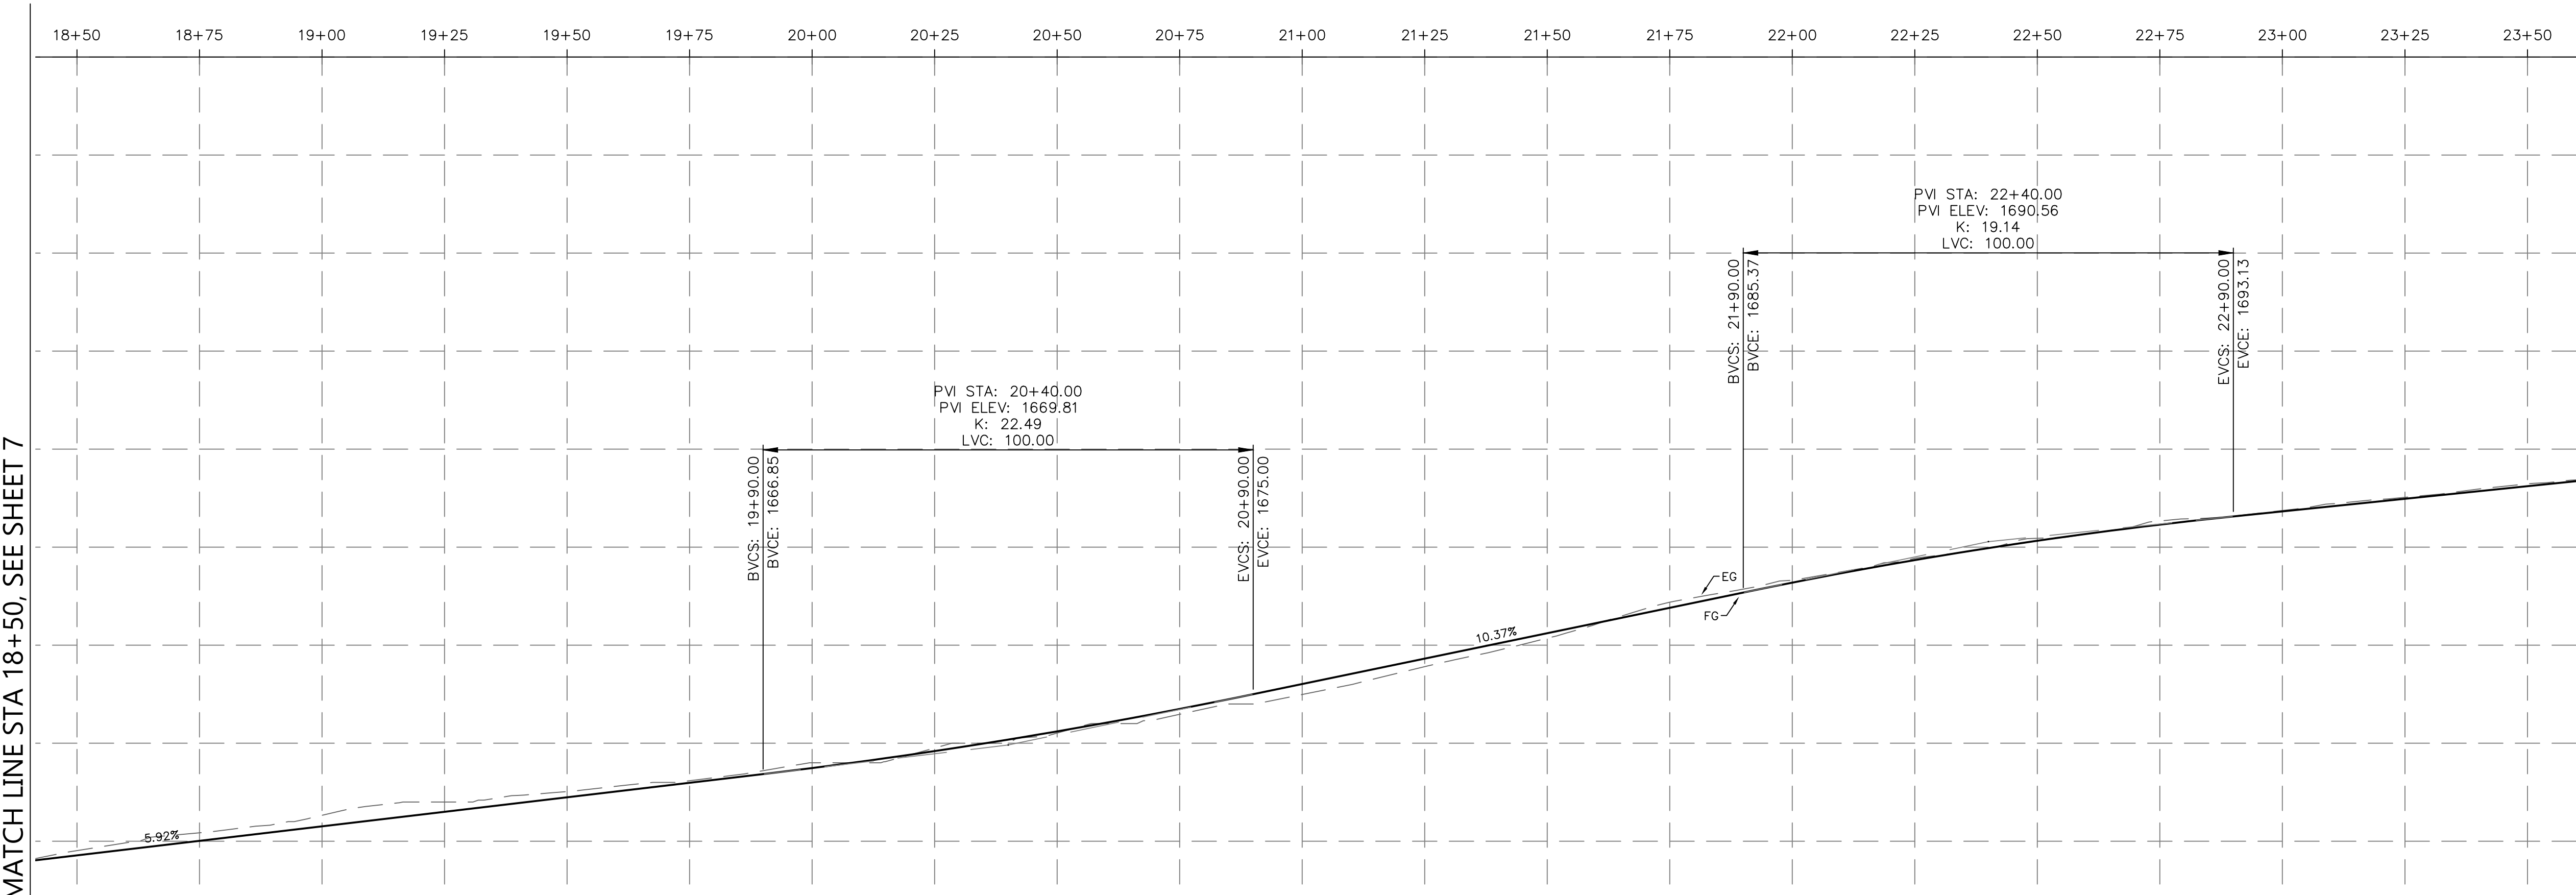 18+50 18+75 19+00 19+25 19+50 19+75 20+00 20+25 20+50 20+75 21+00 21+25 21+50 21+75 22+00 22+25 22+50 22+75 23+00 23+25 23+50
PVI STA: 22+40.00
PVI ELEV: 1690.56
K: 19.14
LVC: 100.00
BVCS: 21+90.00
BVCE: 1685.37
EVCS: 22+90.00
EVCE: 1693.13
PVI STA: 20+40.00
PVI ELEV: 1669.81
K: 22.49
LVC: 100.00
BVCS: 19+90.00
BVCE: 1666.85
EVCS: 20+90.00
EVCE: 1675.00
EG
FG
10.37%
5.92%
MATCH LINE STA 18+50, SEE SHEET 7